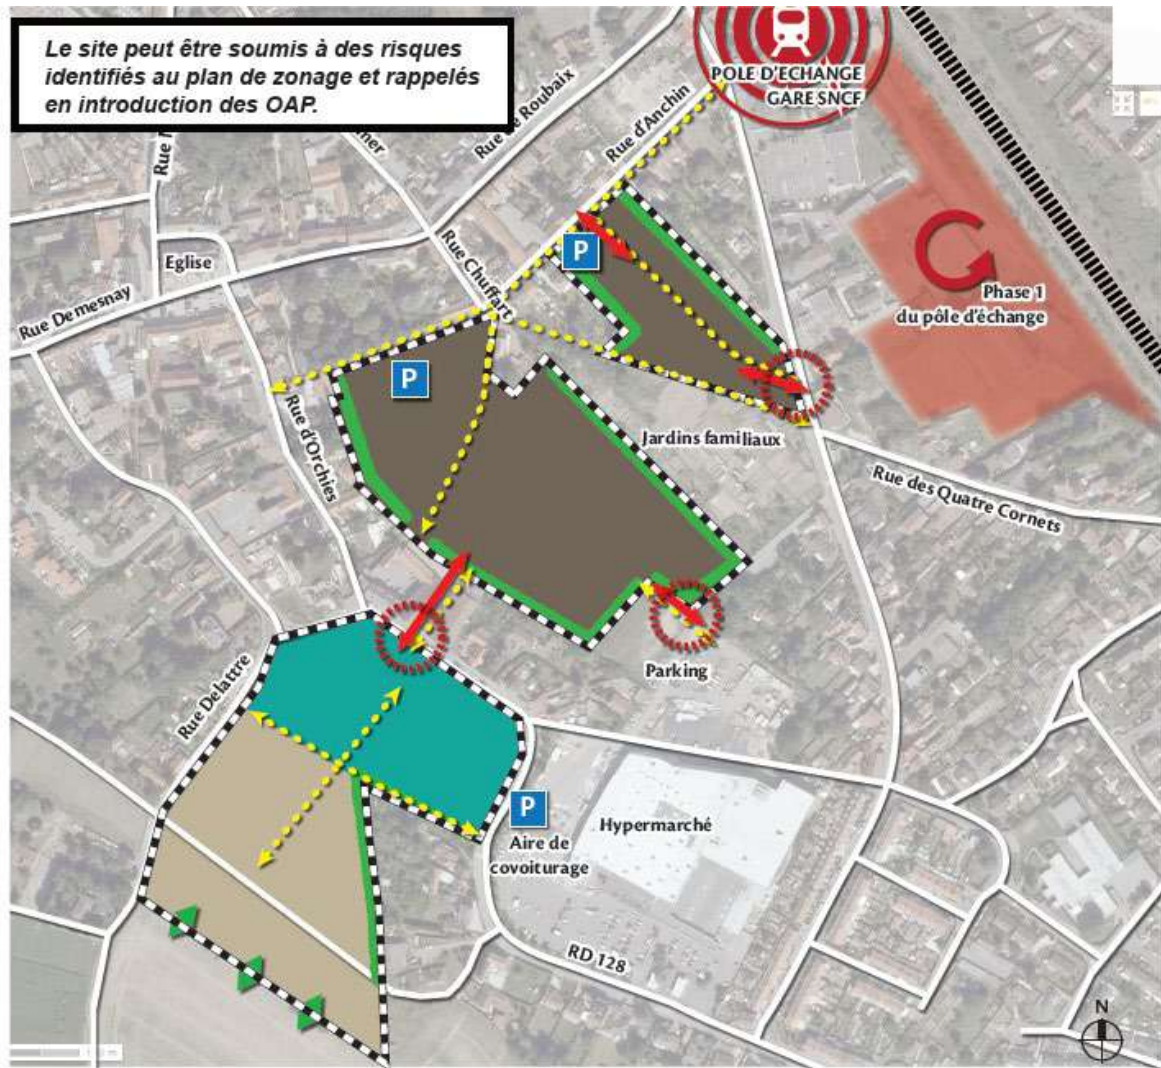 Le site peut être soumis à des risques
identifiés au plan de zonage et rappelés
en introduction des OAP.
POLE D'ECHANGE
GARE SNCF
Rue de Roubaix
Rue d'Anchin
Rue
Eglise
Rue Chuffart
P
Phase 1
du pôle d'échange
Rue Demesnay
P
Rue d'Orchies
Jardins familiaux
Rue des Quatre Cornets
Parking
Rue Delattre
P
Aire de
covoiturage
Hypermarché
RD 128
N